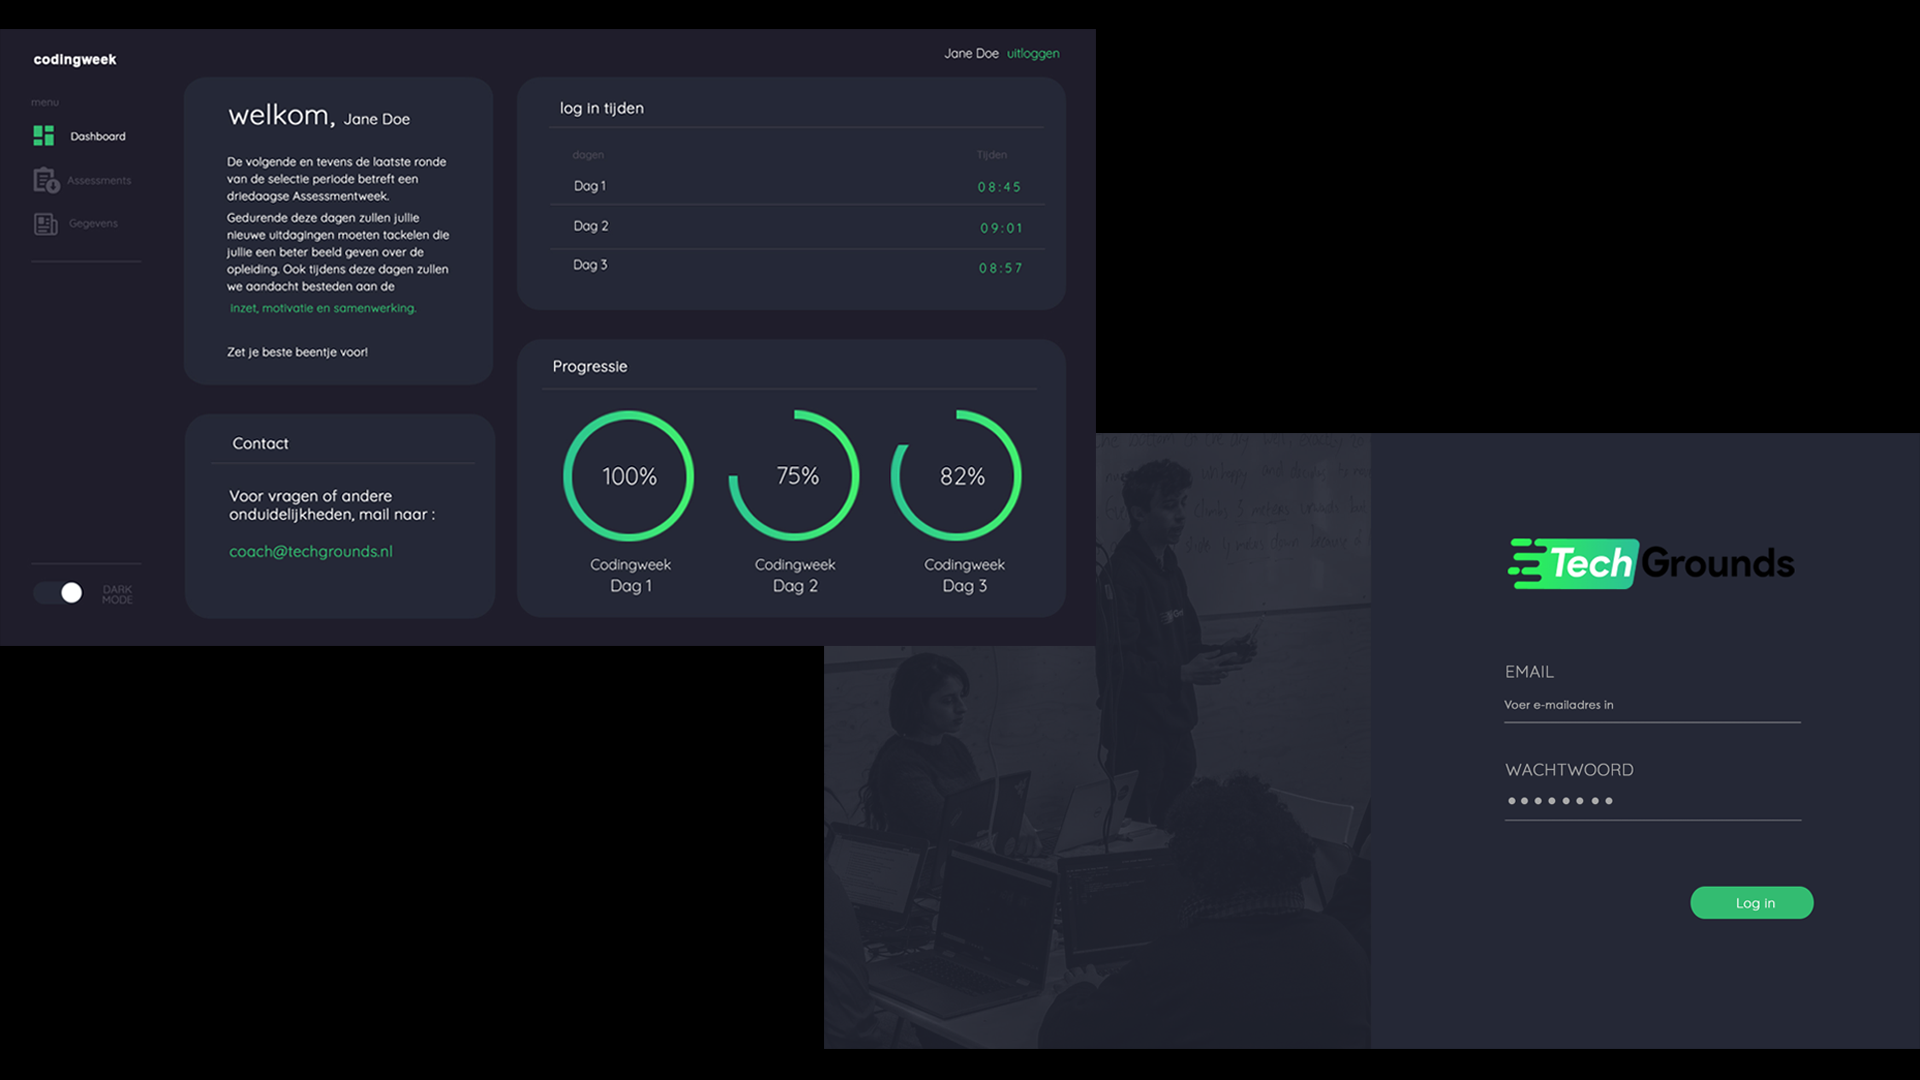 codingweek
Jane Doe uitloggen
menu
Dashboard
Assessments
Gegevens
DARK
MODE
welkom, Jane Doe
De volgende en tevens de laatste ronde
van de selectie periode betreft een
driedaagse Assessmentweek.
Gedurende deze dagen zullen jullie
nieuwe uitdagingen moeten tackelen die
jullie een beter beeld geven over de
opleiding. Ook tijdens deze dagen zullen
we aandacht besteden aan de
inzet, motivatie en samenwerking.
Zet je beste beentje voor!
Contact
Voor vragen of andere
onduidelijkheden, mail naar :
coach@techgrounds.nl
log in tijden
dagen Tijden
Dag 1 08:45
Dag 2 09:01
Dag 3 08:57
Progressie
100% 75% 82%
Codingweek Codingweek Codingweek
Dag 1 Dag 2 Dag 3
TechGrounds
EMAIL
Voer e-mailadres in
WACHTWOORD
Log in